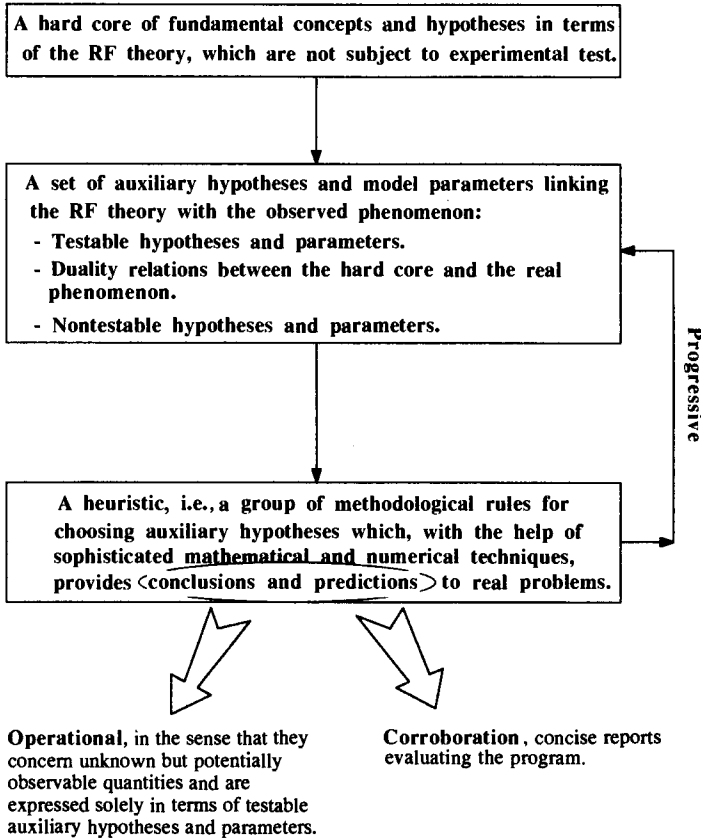 A hard core of fundamental concepts and hypotheses in terms
of the RF theory, which are not subject to experimental test.
A set of auxiliary hypotheses and model parameters linking
the RF theory with the observed phenomenon:
- Testable hypotheses and parameters.
- Duality relations between the hard core and the real
phenomenon.
- Nontestable hypotheses and parameters.
Progressive
A heuristic, i.e., a group of methodological rules for
choosing auxiliary hypotheses which, with the help of
sophisticated mathematical and numerical techniques,
provides <conclusions and predictions> to real problems.
Operational, in the sense that they
concern unknown but potentially
observable quantities and are
expressed solely in terms of testable
auxiliary hypotheses and parameters.
Corroboration, concise reports
evaluating the program.